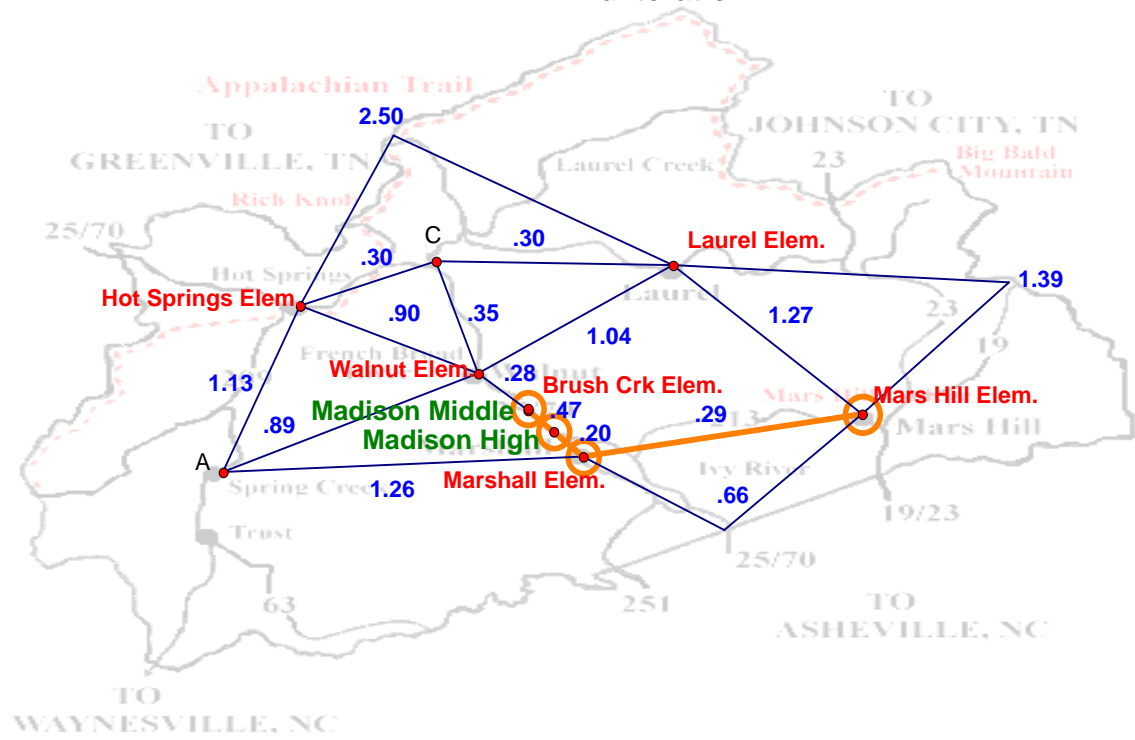 Appalachian Trail
2.50
TO
GREENVILLE, TN
TO
JOHNSON CITY, TN
Laurel Creek
23
Big Bald
Mountain
Rich Knob
25/70
C
.30
.30
Laurel Elem.
Hot Springs
Hot Springs Elem
Laurel
1.39
.90
.35
1.27
23
1.04
19
French Broad
Walnut Elem.
Walnut
.28
1.13
Brush Crk Elem.
Mars Hill Elem.
Madison Middle
.47
.29
13
Mars Hill
.89
Madison High
.20
A
Marshall Elem.
Ivy River
Spring Creek
1.26
.66
19/23
Trust
25/70
63
251
TO
ASHEVILLE, NC
TO
WAYNESVILLE, NC